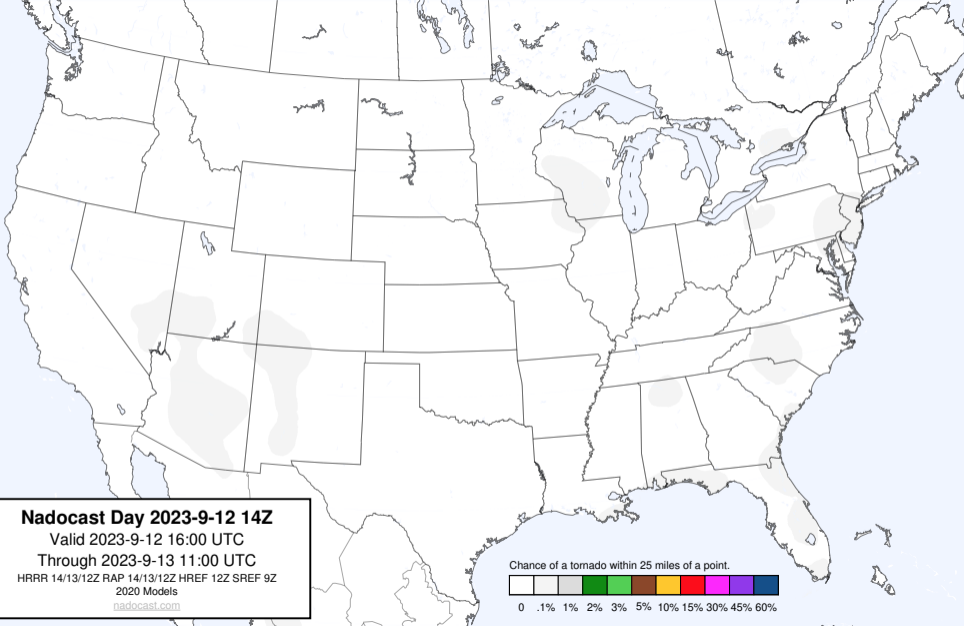 Nadocast Day 2023-9-12 14Z
Valid 2023-9-12 16:00 UTC
Through 2023-9-13 11:00 UTC
HRRR 14/13/12Z RAP 14/13/12Z HREF 12Z SREF 9Z
2020 Models
nadocast.com
Chance of a tornado within 25 miles of a point.
0 .1% 1% 2% 3% 5% 10% 15% 30% 45% 60%